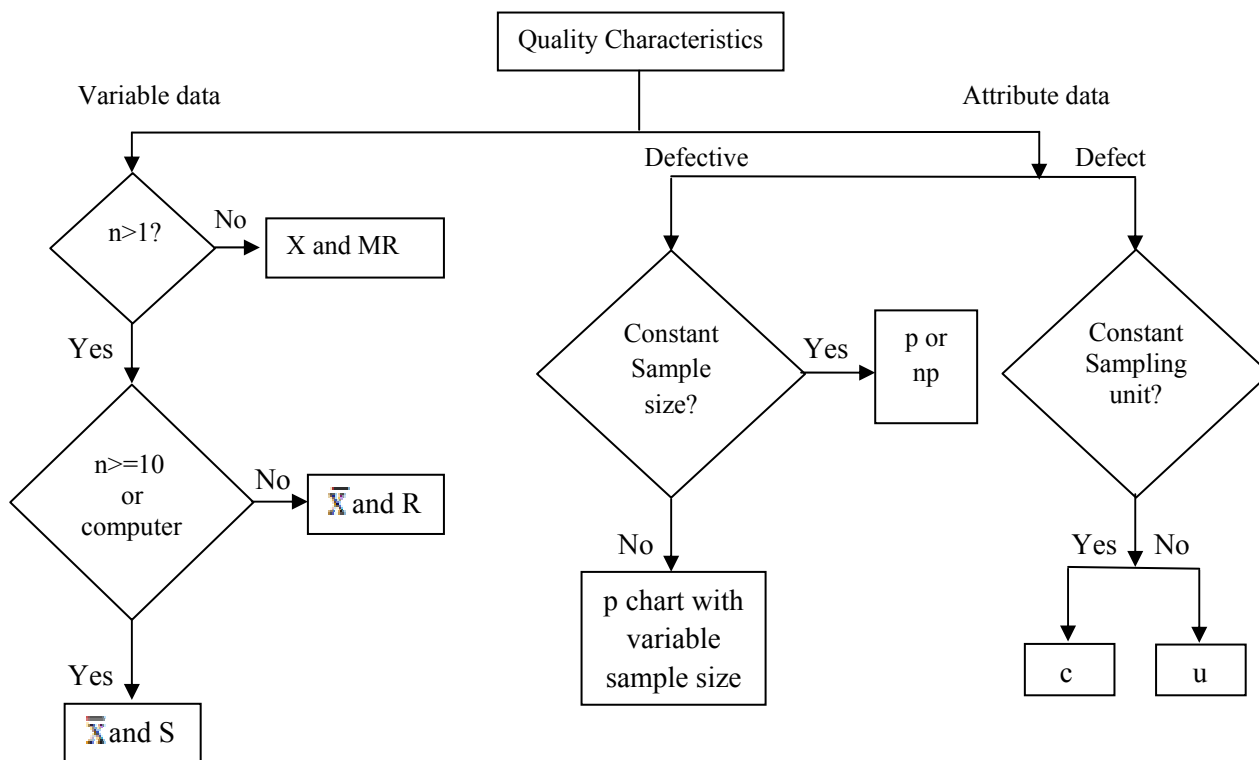 Quality Characteristics
Variable data
Attribute data
Defective
Defect
n>1?
No
X and MR
Yes
Constant
Sample
size?
Yes
p or
np
Constant
Sampling
unit?
n>=10
or
computer
No
X̅ and R
No
Yes
No
p chart with
variable
sample size
c
u
Yes
X̅ and S